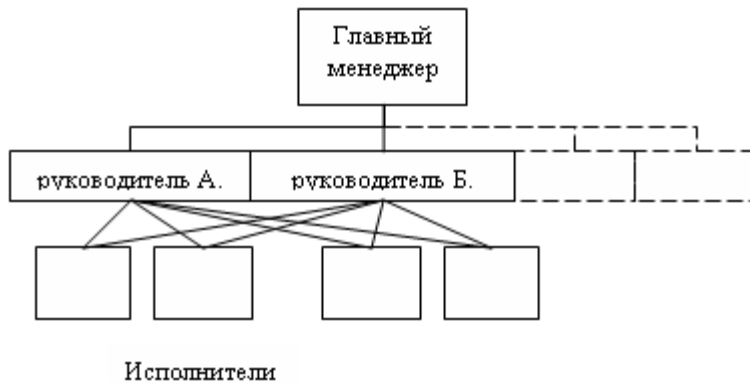 Главный
менеджер
руководитель А.
руководитель Б.
Исполнители